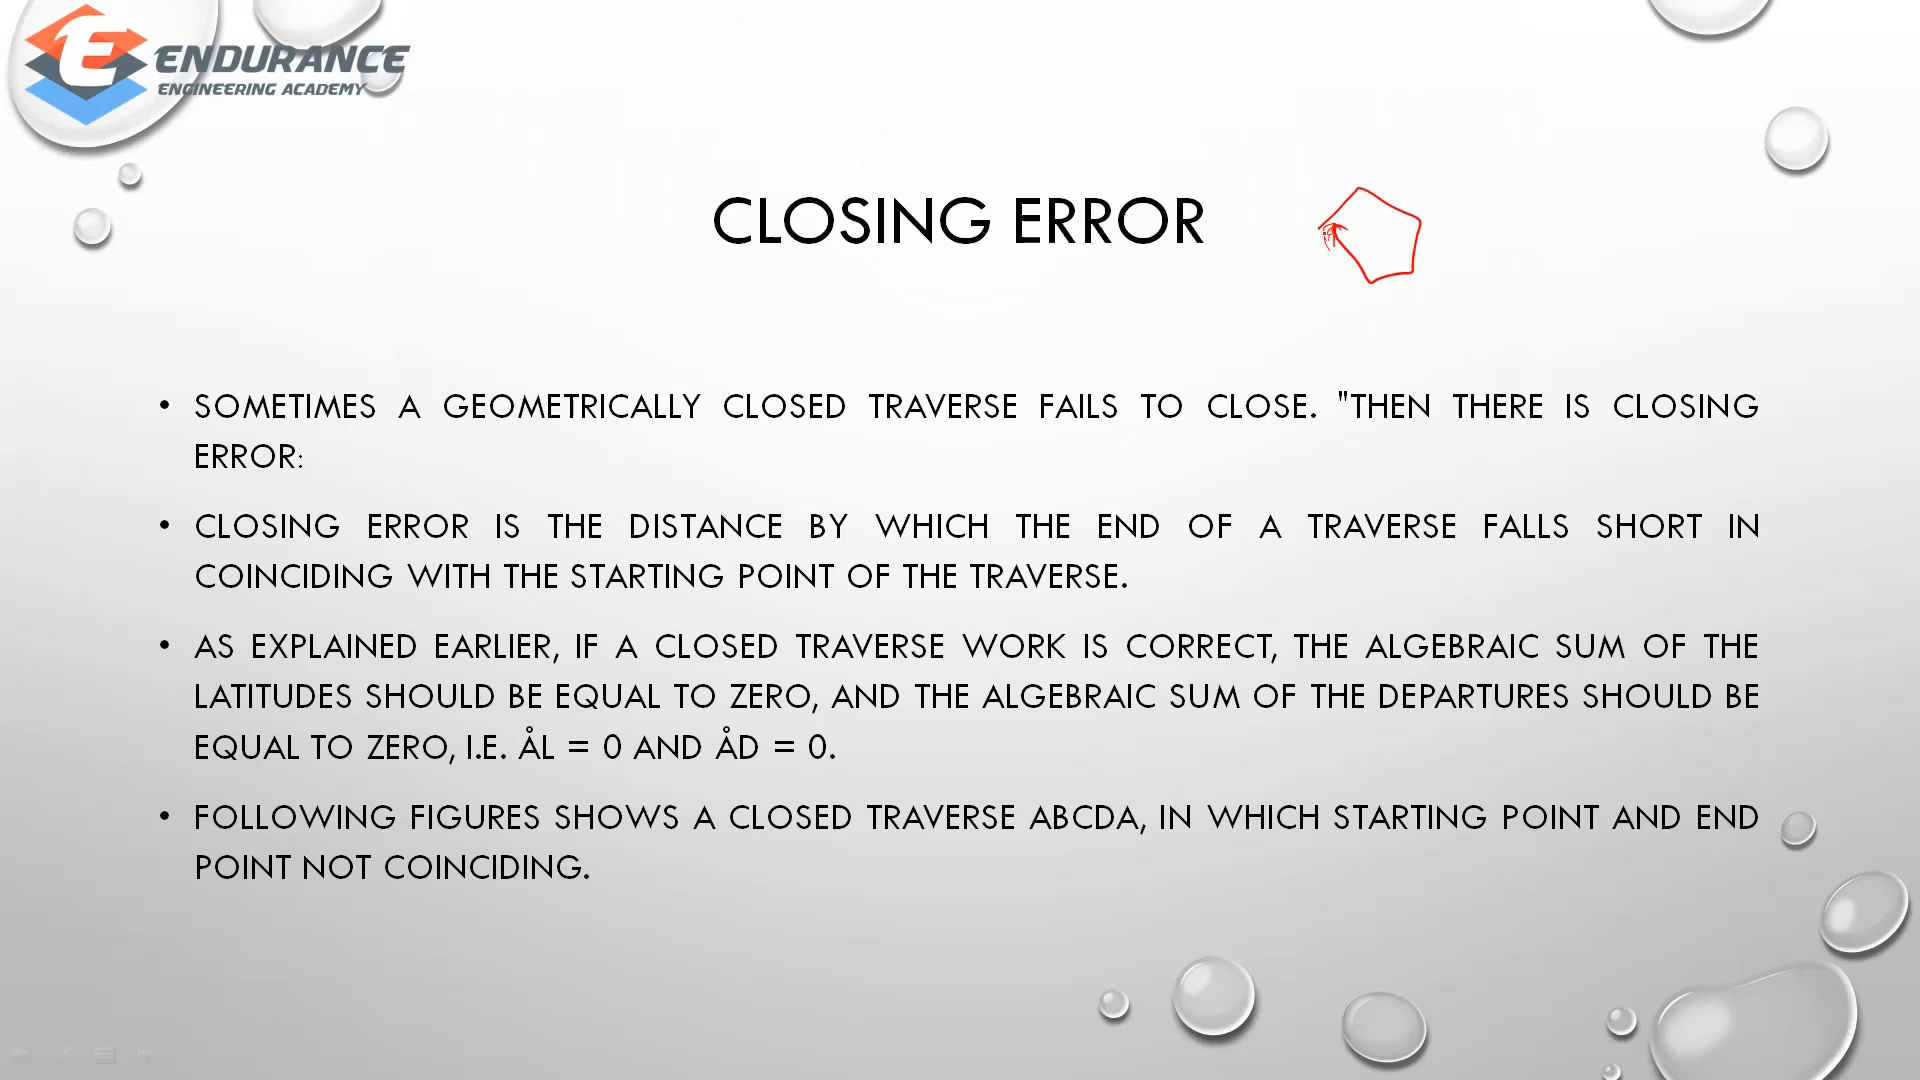 ENDURANCE
ENGINEERING ACADEMY
CLOSING ERROR
• SOMETIMES A GEOMETRICALLY CLOSED TRAVERSE FAILS TO CLOSE. "THEN THERE IS CLOSING
ERROR:
• CLOSING ERROR IS THE DISTANCE BY WHICH THE END OF A TRAVERSE FALLS SHORT IN
COINCIDING WITH THE STARTING POINT OF THE TRAVERSE.
• AS EXPLAINED EARLIER, IF A CLOSED TRAVERSE WORK IS CORRECT, THE ALGEBRAIC SUM OF THE
LATITUDES SHOULD BE EQUAL TO ZERO, AND THE ALGEBRAIC SUM OF THE DEPARTURES SHOULD BE
EQUAL TO ZERO, I.E. ÅL = 0 AND ÅD = 0.
• FOLLOWING FIGURES SHOWS A CLOSED TRAVERSE ABCDA, IN WHICH STARTING POINT AND END
POINT NOT COINCIDING.